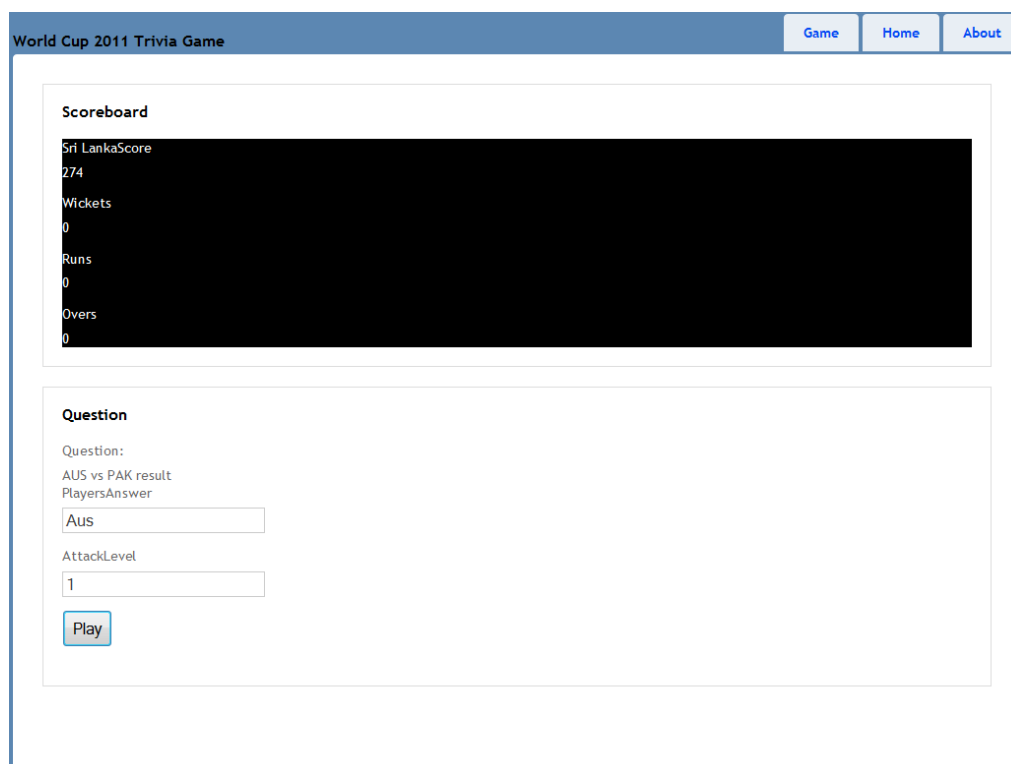 World Cup 2011 Trivia Game
Game Home About
Scoreboard
Sri LankaScore
274
Wickets
0
Runs
0
Overs
0
Question
Question:
AUS vs PAK result
PlayersAnswer
Aus
AttackLevel
1
Play